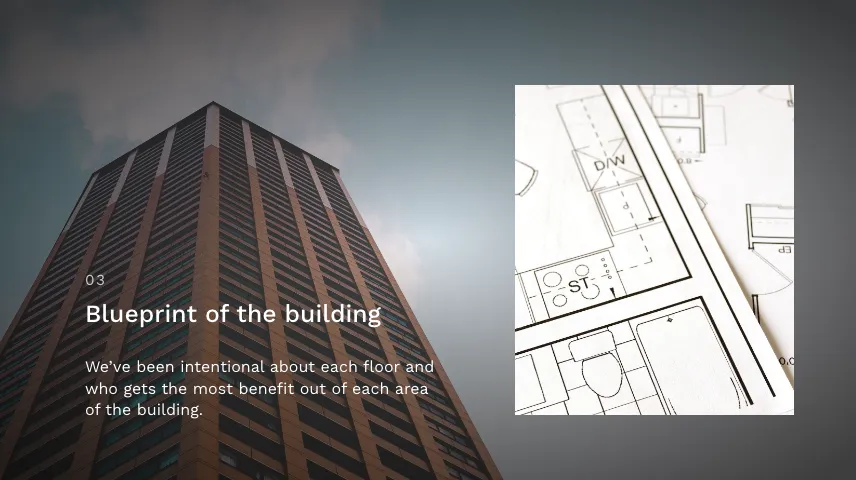 03
Blueprint of the building
We’ve been intentional about each floor and
who gets the most benefit out of each area
of the building.
D/W
ST.